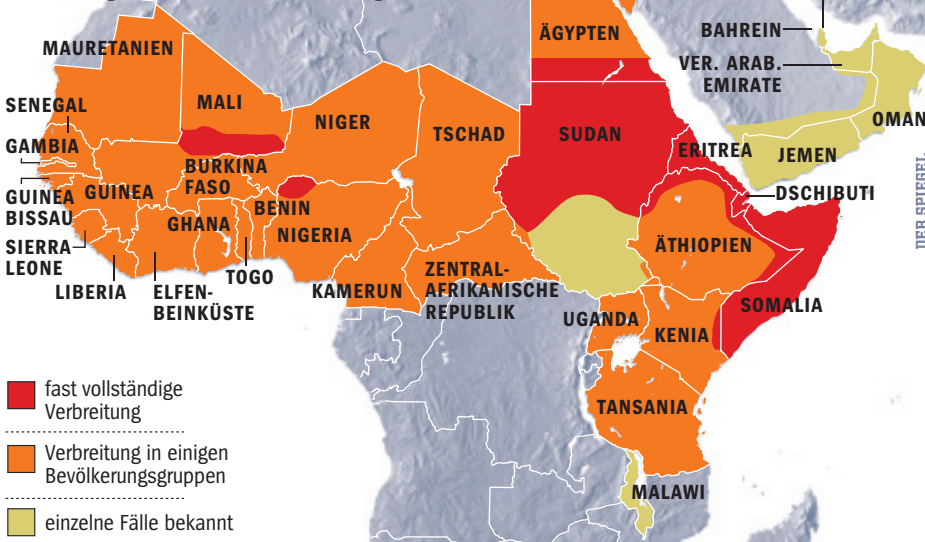 ÄGYPTEN
BAHREIN
MAURETANIEN
VER. ARAB.
EMIRATE
SENEGAL
MALI
NIGER
TSCHAD
SUDAN
OMAN
GAMBIA
ERITREA
JEMEN
BURKINA
FASO
GUINEA
BISSAU
GUINEA
DSCHIBUTI
BENIN
GHANA
NIGERIA
ÄTHIOPIEN
SIERRA
LEONE
TOGO
LIBERIA
ELFEN-
BEINKÜSTE
KAMERUN
ZENTRAL-
AFRIKANISCHE
REPUBLIK
SOMALIA
UGANDA
KENIA
TANSANIA
MALAWI
fast vollständige
Verbreitung
Verbreitung in einigen
Bevölkerungsgruppen
einzelne Fälle bekannt
DER SPIEGEL